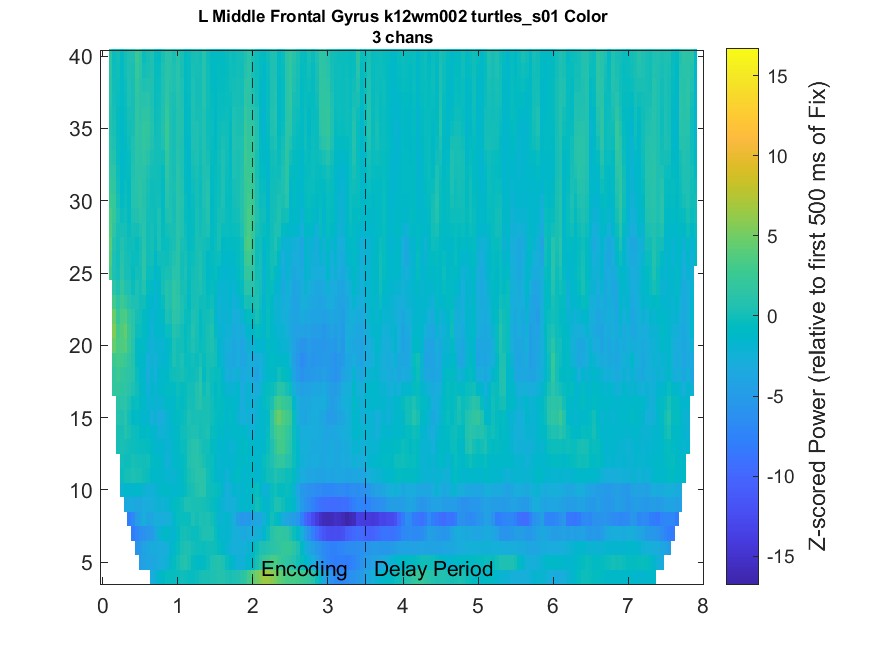 L Middle Frontal Gyrus k12wm002 turtles_s01 Color
3 chans
40
35
30
25
20
15
10
5
Encoding
Delay Period
0 1 2 3 4 5 6 7 8
15
10
5
0
-5
-10
-15
Z-scored Power (relative to first 500 ms of Fix)